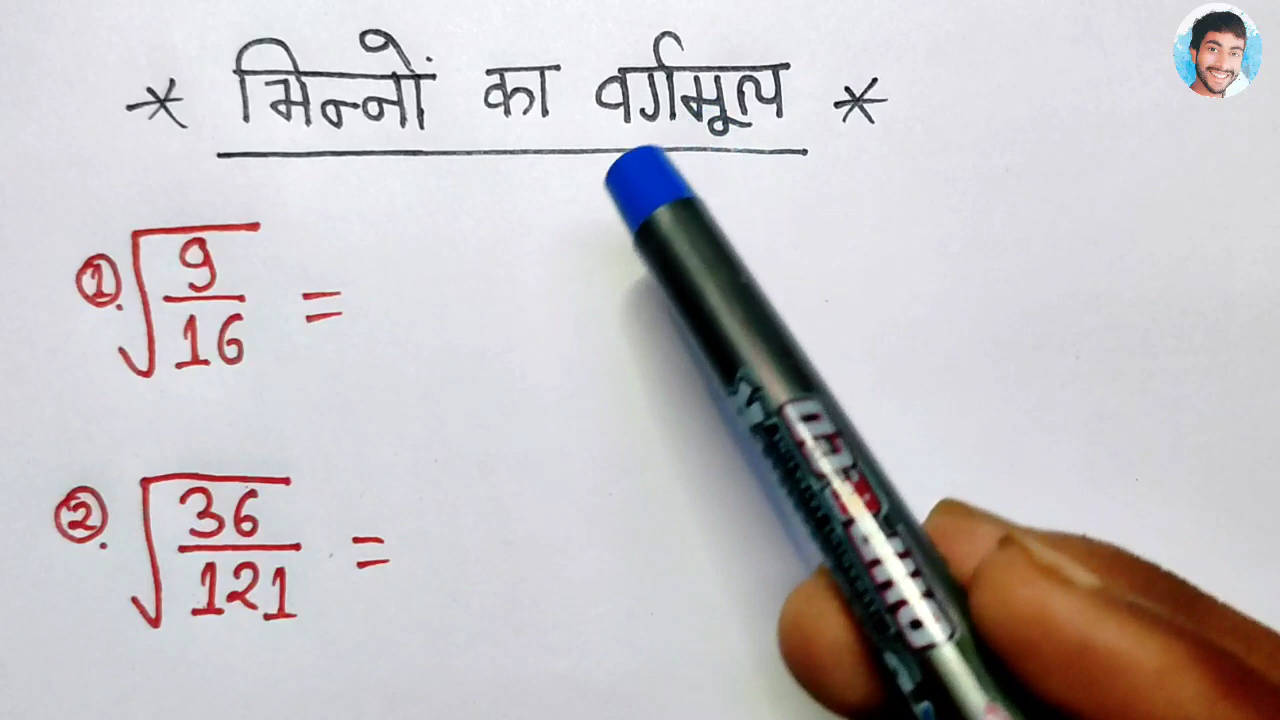 * भिन्नों का वर्गमूल *
①. √(9/16) =
②. √(36/121) =